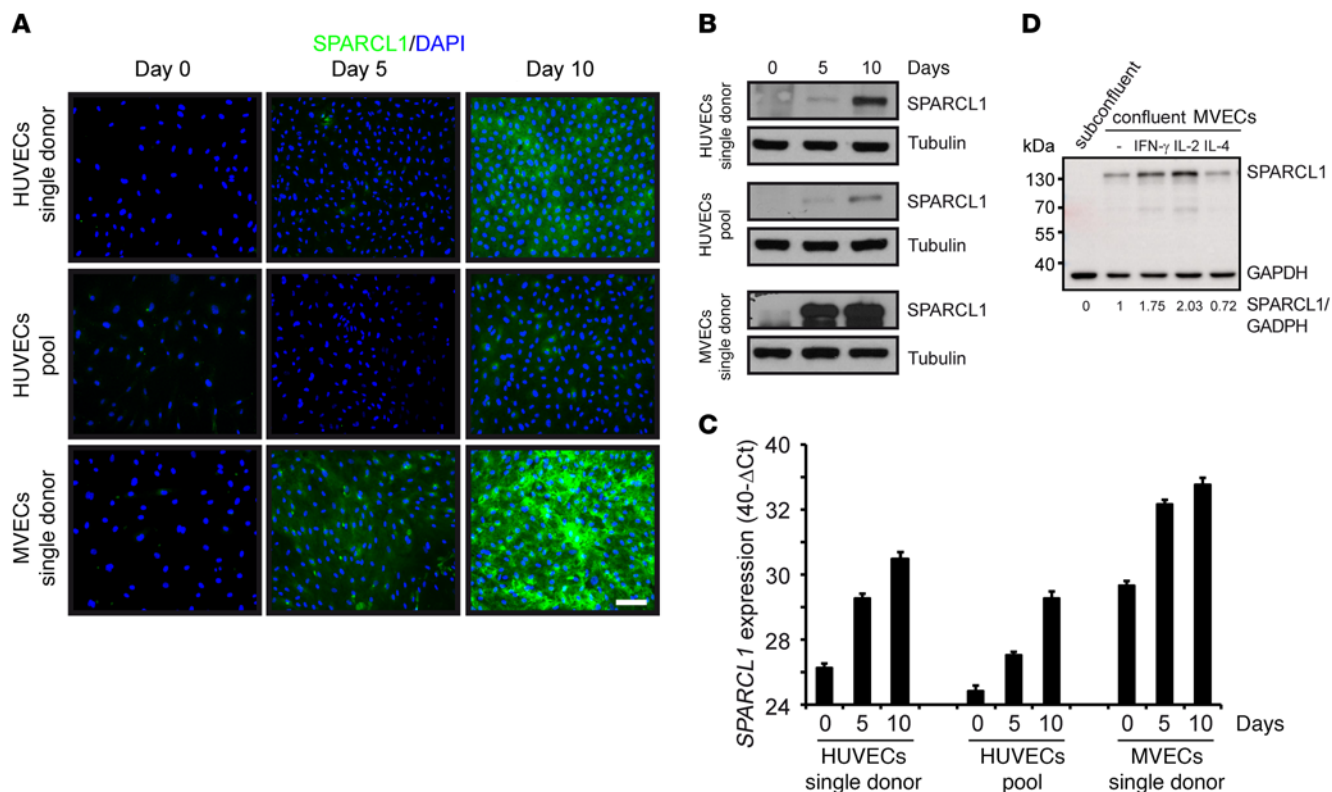 A
SPARCL1/DAPI
Day 0 Day 5 Day 10
HUVECs
single donor
HUVECs
pool
MVECs
single donor
B
0 5 10 Days
HUVECs
single donor
SPARCL1
Tubulin
HUVECs
pool
SPARCL1
Tubulin
MVECs
single donor
SPARCL1
Tubulin
C
SPARCL1 expression (40-ΔCt)
40
32
30
28
26
24
0 5 10 0 5 10 0 5 10 Days
HUVECs
single donor
HUVECs
pool
MVECs
single donor
D
subconfluent
confluent MVECs
kDa - IFN-γ IL-2 IL-4
130
70
55
40
SPARCL1
GAPDH
0 1 1.75 2.03 0.72 SPARCL1/
GADPH